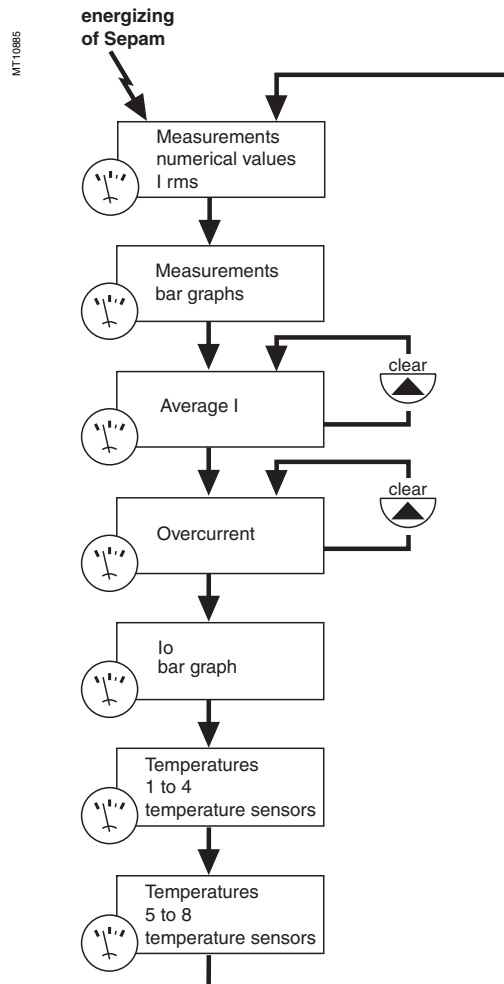 MT10885
energizing
of Sepam
Measurements
numerical values
I rms
Measurements
bar graphs
Average I
clear
Overcurrent
clear
Io
bar graph
Temperatures
1 to 4
temperature sensors
Temperatures
5 to 8
temperature sensors